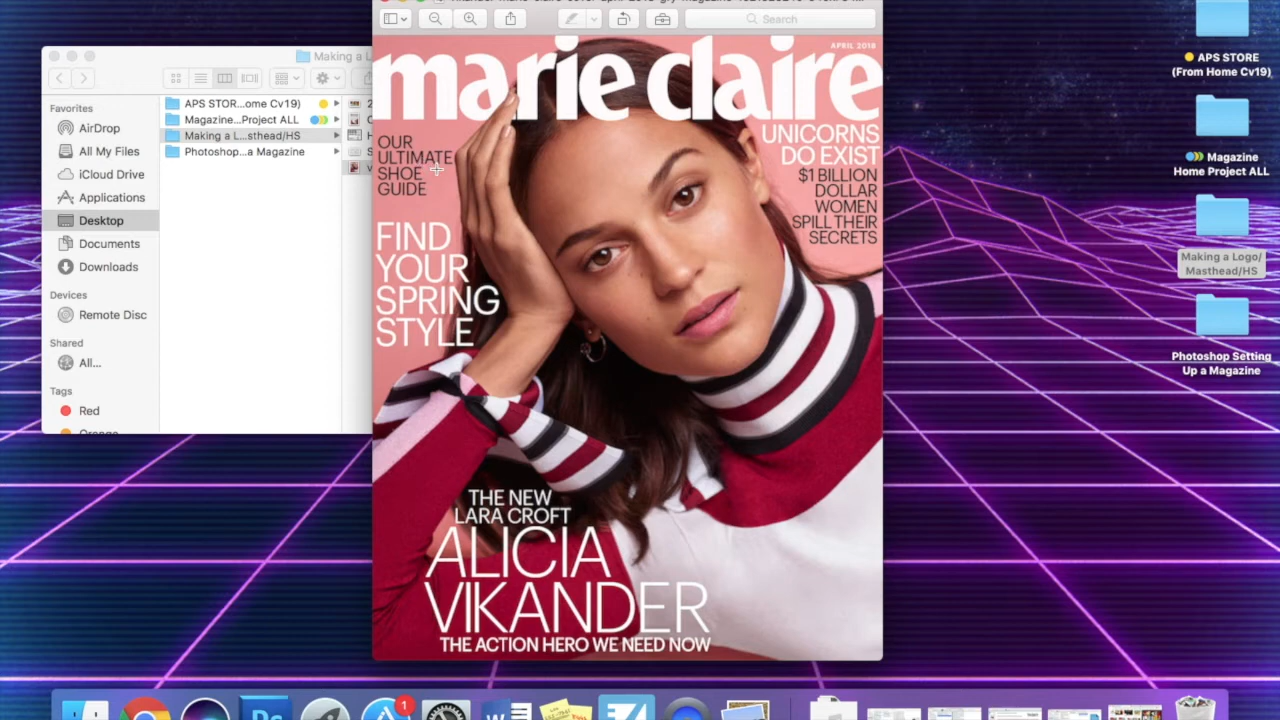 Search
Making a L
Favorites
AirDrop
All My Files
iCloud Drive
Applications
Desktop
Documents
Downloads
Devices
Remote Disc
Shared
All...
Tags
Red
Orange
APS STOR...ome Cv19)
Magazine...Project ALL
Making a L...sthead/HS
Photoshop...a Magazine
APRIL 2018
marie claire
OUR
ULTIMATE
SHOE
GUIDE
FIND
YOUR
SPRING
STYLE
UNICORNS
DO EXIST
$1 BILLION
DOLLAR
WOMEN
SPILL THEIR
SECRETS
THE NEW
LARA CROFT
ALICIA
VIKANDER
THE ACTION HERO WE NEED NOW
APS STORE
(From Home Cv19)
Magazine
Home Project ALL
Making a Logo/
Masthead/HS
Photoshop Setting
Up a Magazine
Ps
1
W